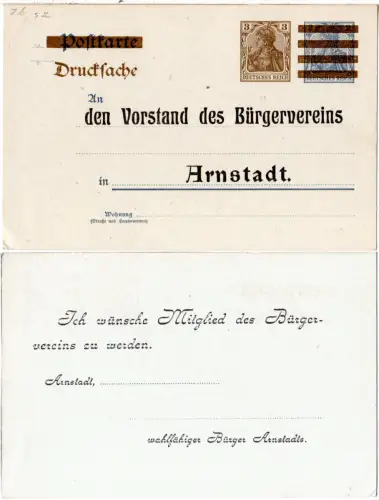 Postkarte
Drucksache
3 3
DEUTSCHES REICH
An
den Vorstand des Bürgervereins
in Arnstadt.
Wohnung
(Straße und Hausnummer)
Ich wünsche Mitglied des Bürger-
vereins zu werden.
Arnstadt,
wahlfähiger Bürger Arnstadts.